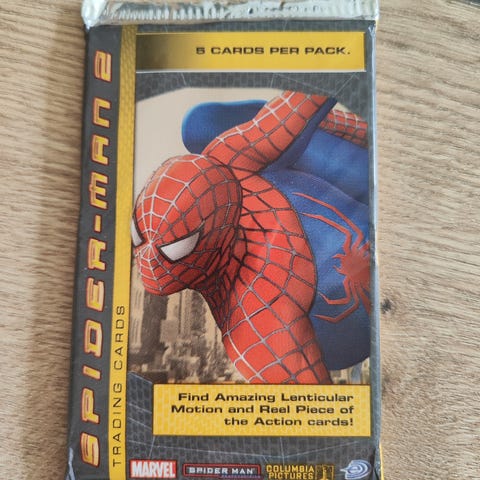 5 CARDS PER PACK.
SPIDER-MAN 2
TRADING CARDS
Find Amazing Lenticular
Motion and Reel Piece of
the Action cards!
MARVEL
SPIDER MAN
COLUMBIA
PICTURES